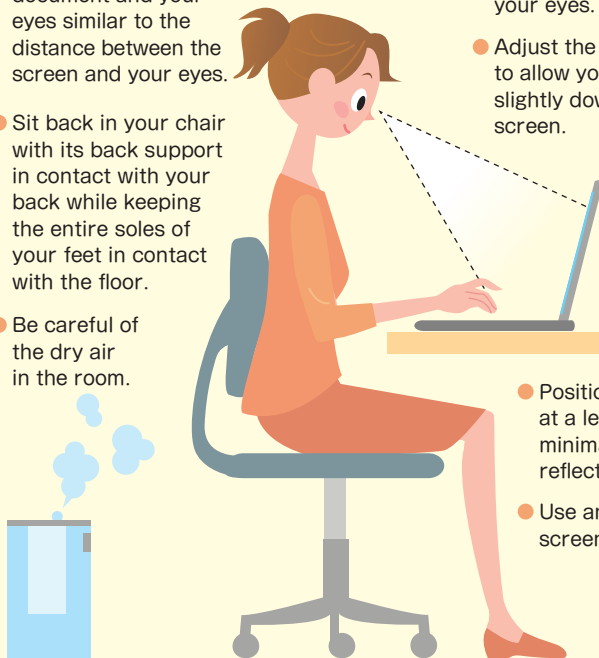 document and your
eyes similar to the
distance between the
screen and your eyes.
Sit back in your chair
with its back support
in contact with your
back while keeping
the entire soles of
your feet in contact
with the floor.
Be careful of
the dry air
in the room.
your eyes.
Adjust the
to allow yo
slightly dow
screen.
Positio
at a le
minima
reflect
Use an
screen